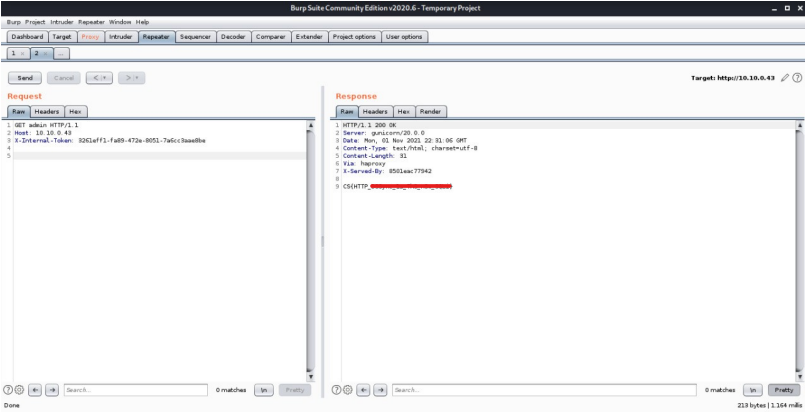 Burp Suite Community Edition v2020.6 - Temporary Project
Burp Project Intruder Repeater Window Help
Dashboard Target Proxy Intruder Repeater Sequencer Decoder Comparer Extender Project options User options
1 × 2 × ...
Send Cancel < > Target: http://10.10.0.43
Request
Raw Headers Hex
1 GET admin HTTP/1.1
2 Host: 10.10.0.43
3 X-Internal-Token: 3261eff1-fa89-472e-8051-7a6cc3aae8be
4
5
Search... 0 matches \n Pretty
Response
Raw Headers Hex Render
1 HTTP/1.1 200 OK
2 Server: gunicorn/20.0.0
3 Date: Mon, 01 Nov 2021 22:31:06 GMT
4 Content-Type: text/html; charset=utf-8
5 Content-Length: 31
6 Via: haproxy
7 X-Served-By: 8501eac77942
8
9 CS{HTTP_
Search... 0 matches \n Pretty
Done 213 bytes | 1,164 millis